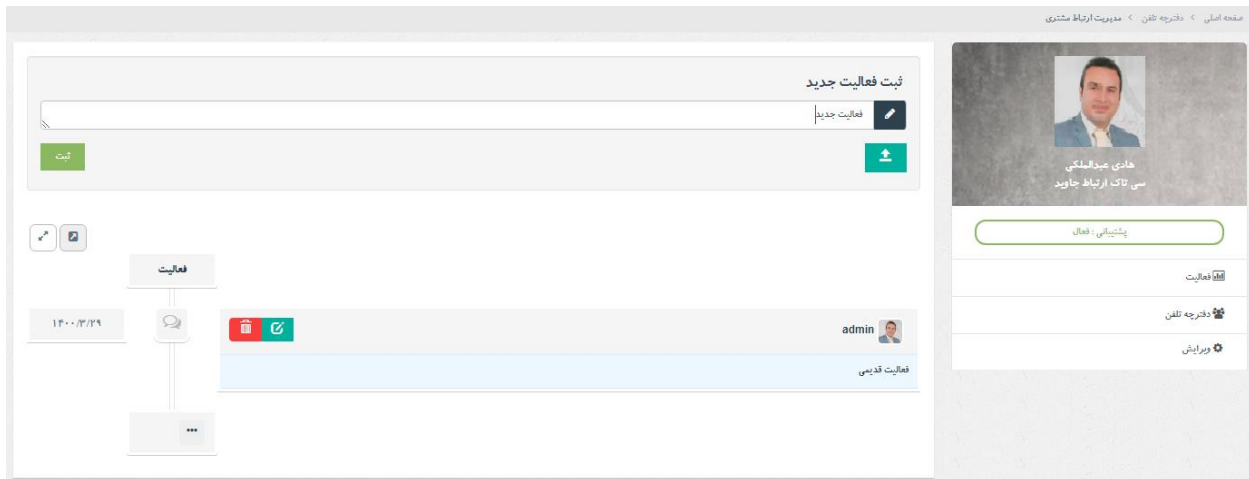 صفحه اصلی > دفترچه تلفن > مدیریت ارتباط مشتری
هادی عبدالملکی
سی تاک ارتباط جاوید
پشتیبانی : فعال
فعالیت
دفترچه تلفن
ویرایش
ثبت فعالیت جدید
فعالیت جدید
ثبت
فعالیت
۱۴۰۰/۳/۲۹
admin
فعالیت قدیمی